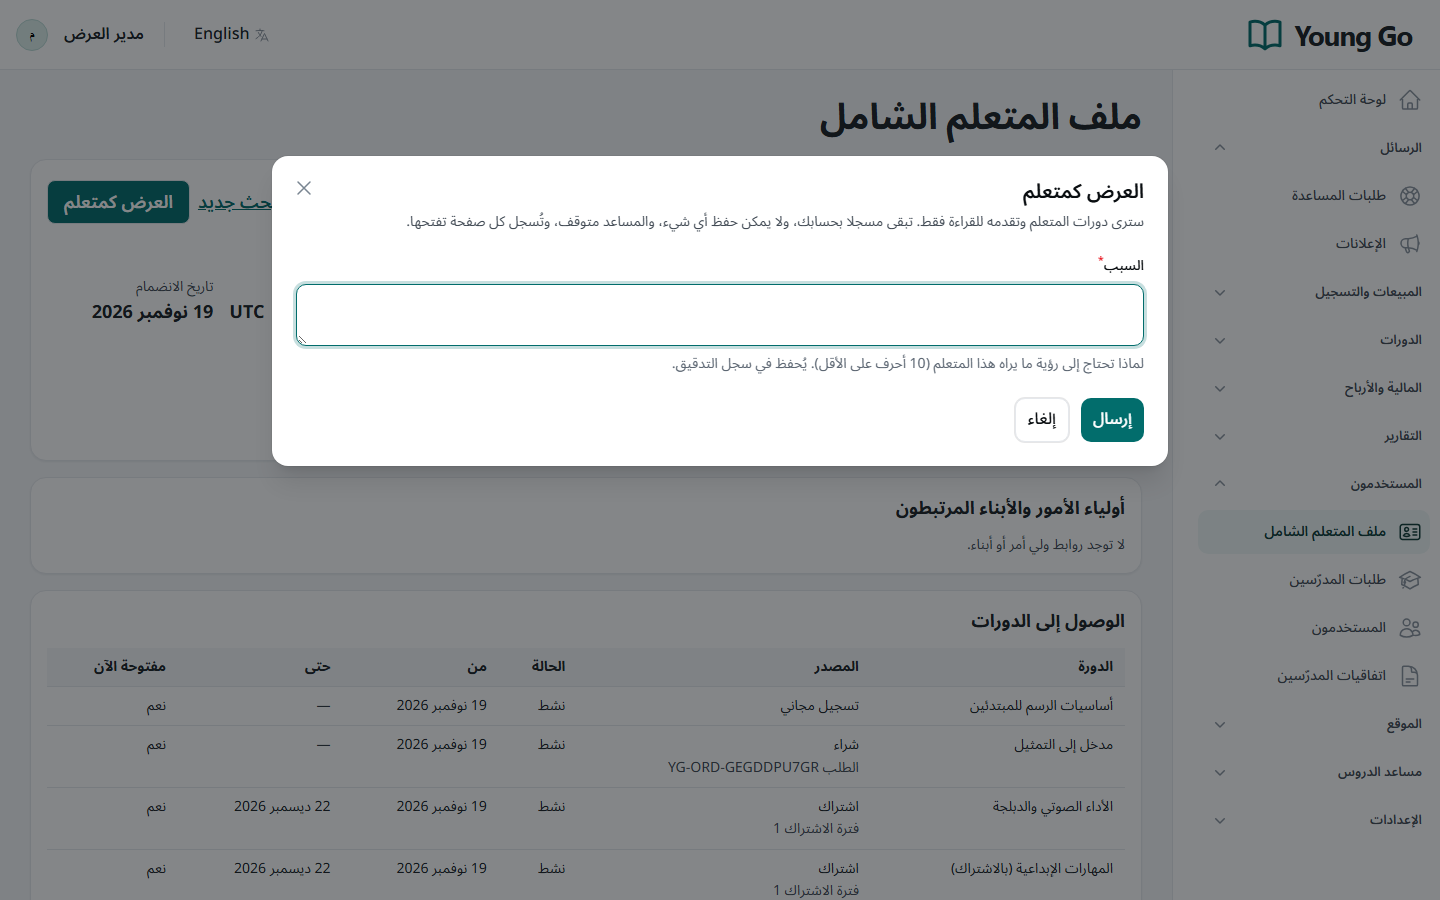 Young Go
English
مدير العرض
م
لوحة التحكم
الرسائل
طلبات المساعدة
الإعلانات
المبيعات والتسجيل
الدورات
المالية والأرباح
التقارير
المستخدمون
ملف المتعلم الشامل
طلبات المدرّسين
المستخدمون
اتفاقيات المدرّسين
الموقع
مساعد الدروس
الإعدادات
ملف المتعلم الشامل
العرض كمتعلم
تاريخ الانضمام
UTC
19 نوفمبر 2026
العرض كمتعلم
سترى دورات المتعلم وتقدمه للقراءة فقط. تبقى مسجلا بحسابك، ولا يمكن حفظ أي شيء، والمساعد متوقف، وتُسجل كل صفحة تفتحها.
السبب*
لماذا تحتاج إلى رؤية ما يراه هذا المتعلم (10 أحرف على الأقل). يُحفظ في سجل التدقيق.
إرسال إلغاء
أولياء الأمور والأبناء المرتبطون
لا توجد روابط ولي أمر أو أبناء.
الوصول إلى الدورات
الدورة المصدر الحالة من حتى مفتوحة الآن
أساسيات الرسم للمبتدئين تسجيل مجاني نشط 19 نوفمبر 2026 — نعم
مدخل إلى التمثيل شراء نشط 19 نوفمبر 2026 — نعم
الطلب YG-ORD-GEGDDPU7GR
الأداء الصوتي والدبلجة اشتراك نشط 19 نوفمبر 2026 22 ديسمبر 2026 نعم
فترة الاشتراك 1
المهارات الإبداعية (بالاشتراك) اشتراك نشط 19 نوفمبر 2026 22 ديسمبر 2026 نعم
فترة الاشتراك 1